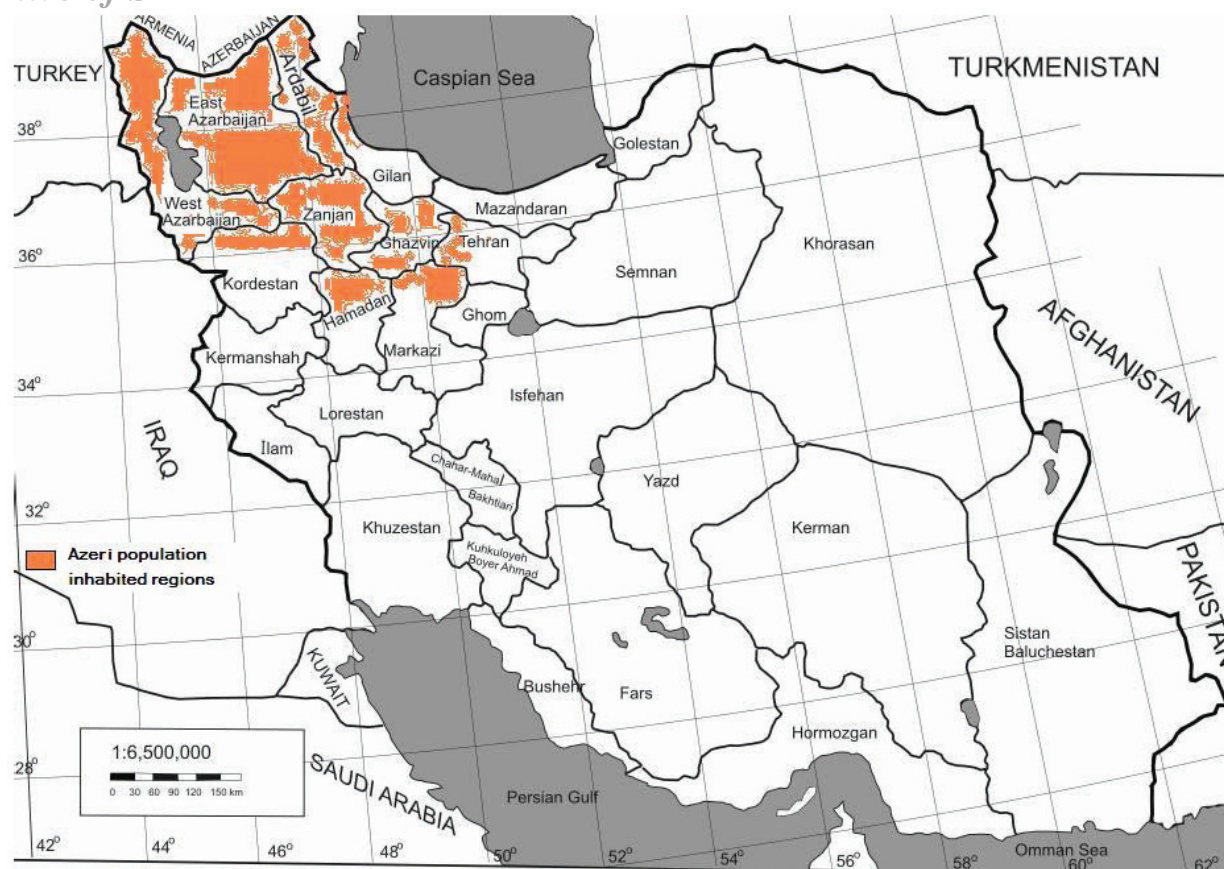 ARMENIA
AZERBAIJAN
TURKEY
Caspian Sea
TURKMENISTAN
Ardabil
East
Azarbaijan
38°
Golestan
Gilan
West
Azarbaijan
Zanjan
Mazandaran
Ghazvin
Tehran
Khorasan
36°
Kordestan
Semnan
Hamadan
Ghom
AFGHANISTAN
Kermanshah
Markazi
34°
Isfehan
IRAQ
Lorestan
Ilam
Chahar-Mahal
Bakhtiari
Yazd
32°
Khuzestan
Kerman
Azeri population
inhabited regions
Kuhkuloyeh
Boyer Ahmad
PAKISTAN
30°
KUWAIT
Bushehr
Fars
Sistan
Baluchestan
Hormozgan
1:6,500,000
0 30 60 90 120 150 km
28°
SAUDI ARABIA
Persian Gulf
Omman Sea
42° 44° 46° 48° 50° 52° 54° 56° 58° 60° 62°